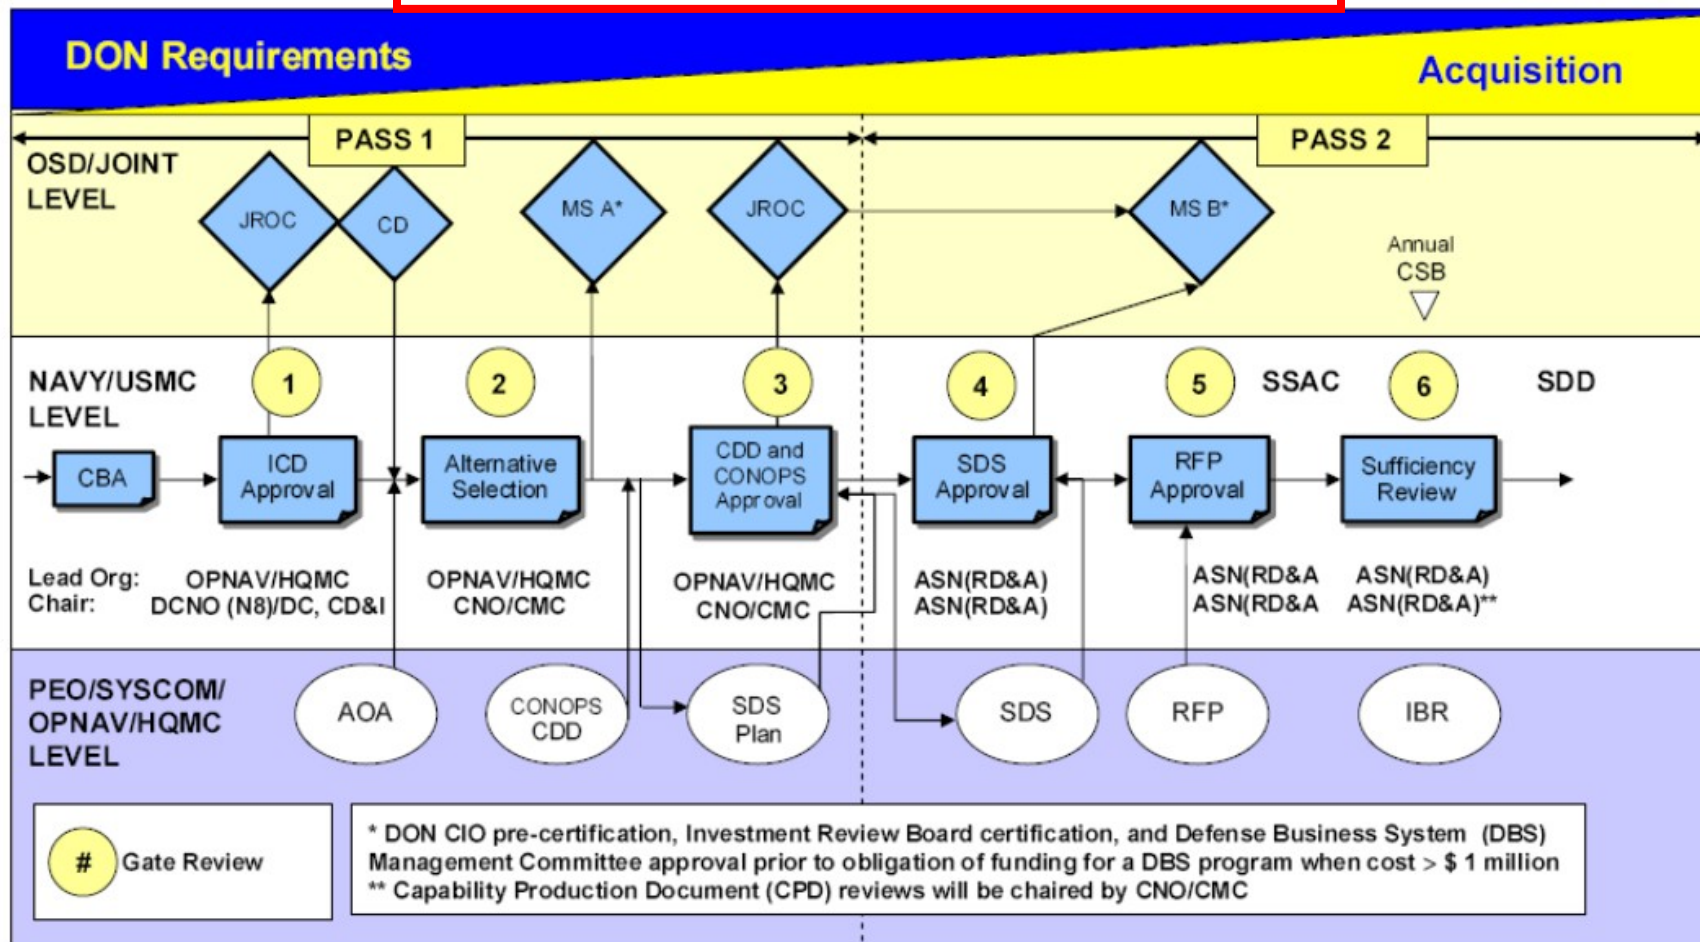 DON Requirements
Acquisition
PASS 1
PASS 2
OSD/JOINT
LEVEL
JROC
CD
MS A*
JROC
MS B*
Annual
CSB
NAVY/USMC
LEVEL
1
2
3
4
5
SSAC
6
SDD
CBA
ICD
Approval
Alternative
Selection
CDD and
CONOPS
Approval
SDS
Approval
RFP
Approval
Sufficiency
Review
Lead Org:
Chair:
OPNAV/HQMC
DCNO (N8)/DC, CD&I
OPNAV/HQMC
CNO/CMC
OPNAV/HQMC
CNO/CMC
ASN(RD&A)
ASN(RD&A)
ASN(RD&A
ASN(RD&A
ASN(RD&A)
ASN(RD&A)**
PEO/SYSCOM/
OPNAV/HQMC
LEVEL
AOA
CONOPS
CDD
SDS
Plan
SDS
RFP
IBR
# Gate Review
* DON CIO pre-certification, Investment Review Board certification, and Defense Business System (DBS)
Management Committee approval prior to obligation of funding for a DBS program when cost > $ 1 million
** Capability Production Document (CPD) reviews will be chaired by CNO/CMC